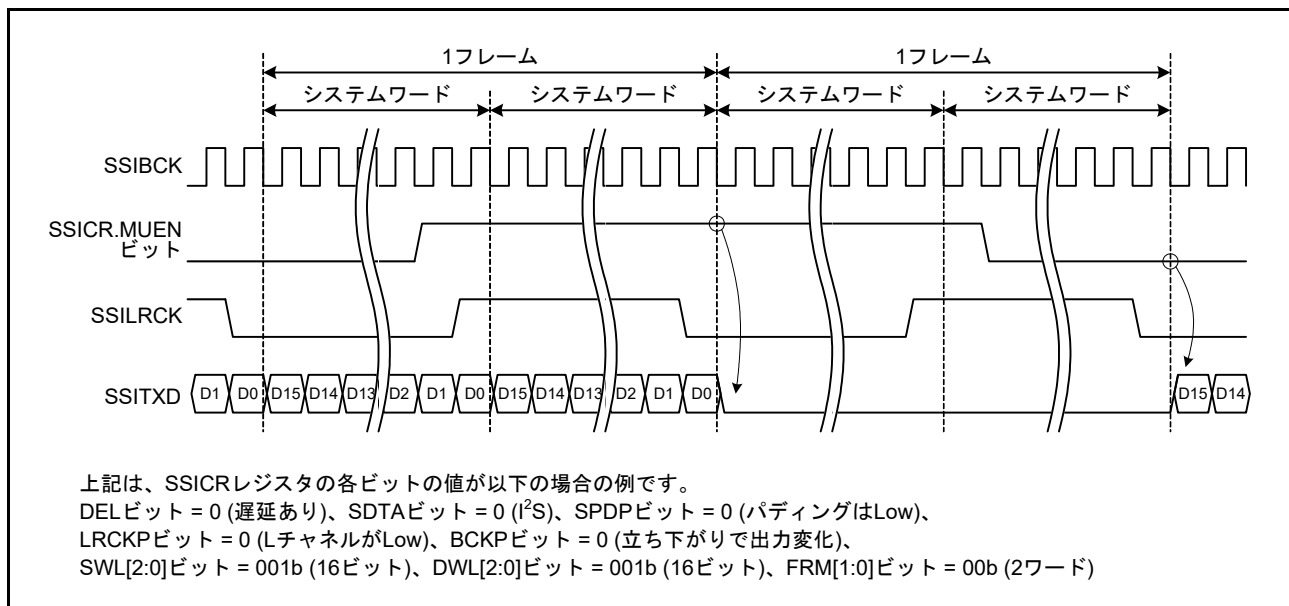 1フレーム 1フレーム
システムワード システムワード システムワード システムワード
SSIBCK
SSICR.MUEN
ビット
SSILRCK
SSITXD D1 D0 D15 D14 D13 D2 D1 D0 D15 D14 D13 D2 D1 D0 D15 D14
上記は、SSICRレジスタの各ビットの値が以下の場合の例です。
DELビット = 0 (遅延あり)、SDTAビット = 0 (I²S)、SPDPビット = 0 (パディングはLow)、
LRCKPビット = 0 (LチャネルがLow)、BCKPビット = 0 (立ち下がりで出力変化)、
SWL[2:0]ビット = 001b (16ビット)、DWL[2:0]ビット = 001b (16ビット)、FRM[1:0]ビット = 00b (2ワード)